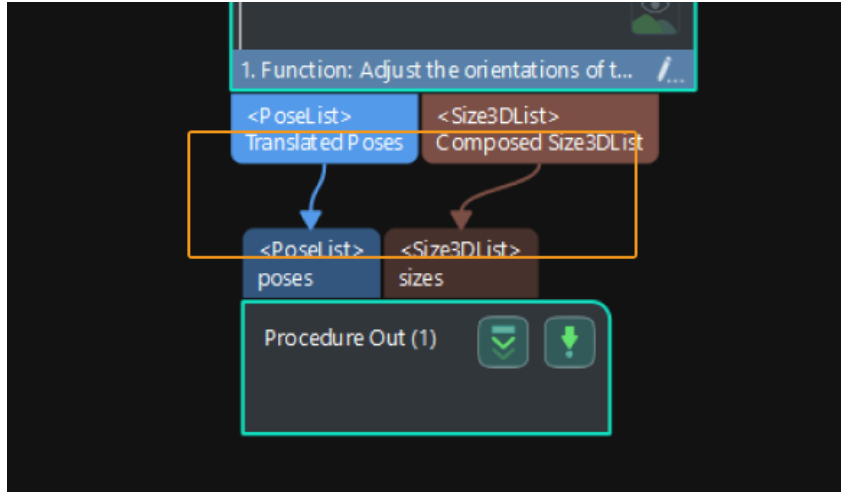 1. Function: Adjust the orientations of t...
<PoseList>
Translated Poses
<Size3DList>
Composed Size3DList
<PoseList>
poses
<Size3DList>
sizes
Procedure Out (1)